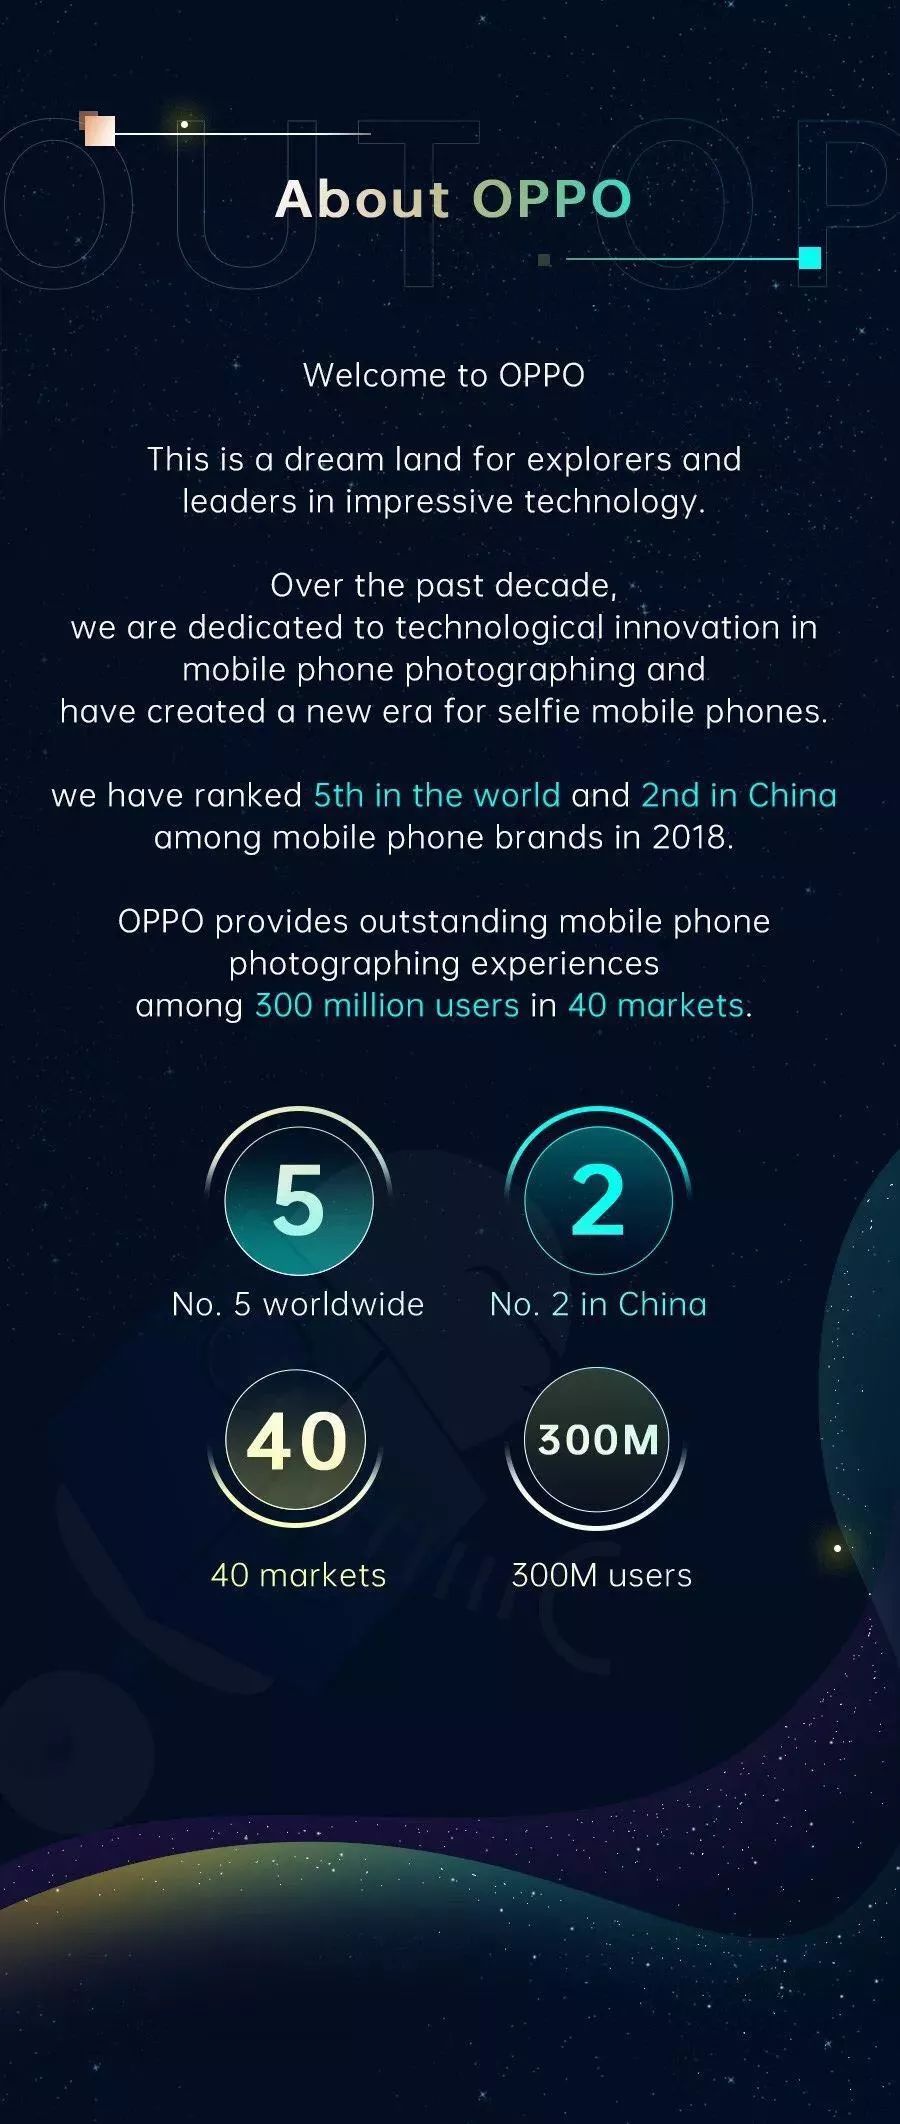 About OPPO
Welcome to OPPO
This is a dream land for explorers and
leaders in impressive technology.
Over the past decade,
we are dedicated to technological innovation in
mobile phone photographing and
have created a new era for selfie mobile phones.
we have ranked 5th in the world and 2nd in China
among mobile phone brands in 2018.
OPPO provides outstanding mobile phone
photographing experiences
among 300 million users in 40 markets.
5 2
No. 5 worldwide No. 2 in China
40 300M
40 markets 300M users